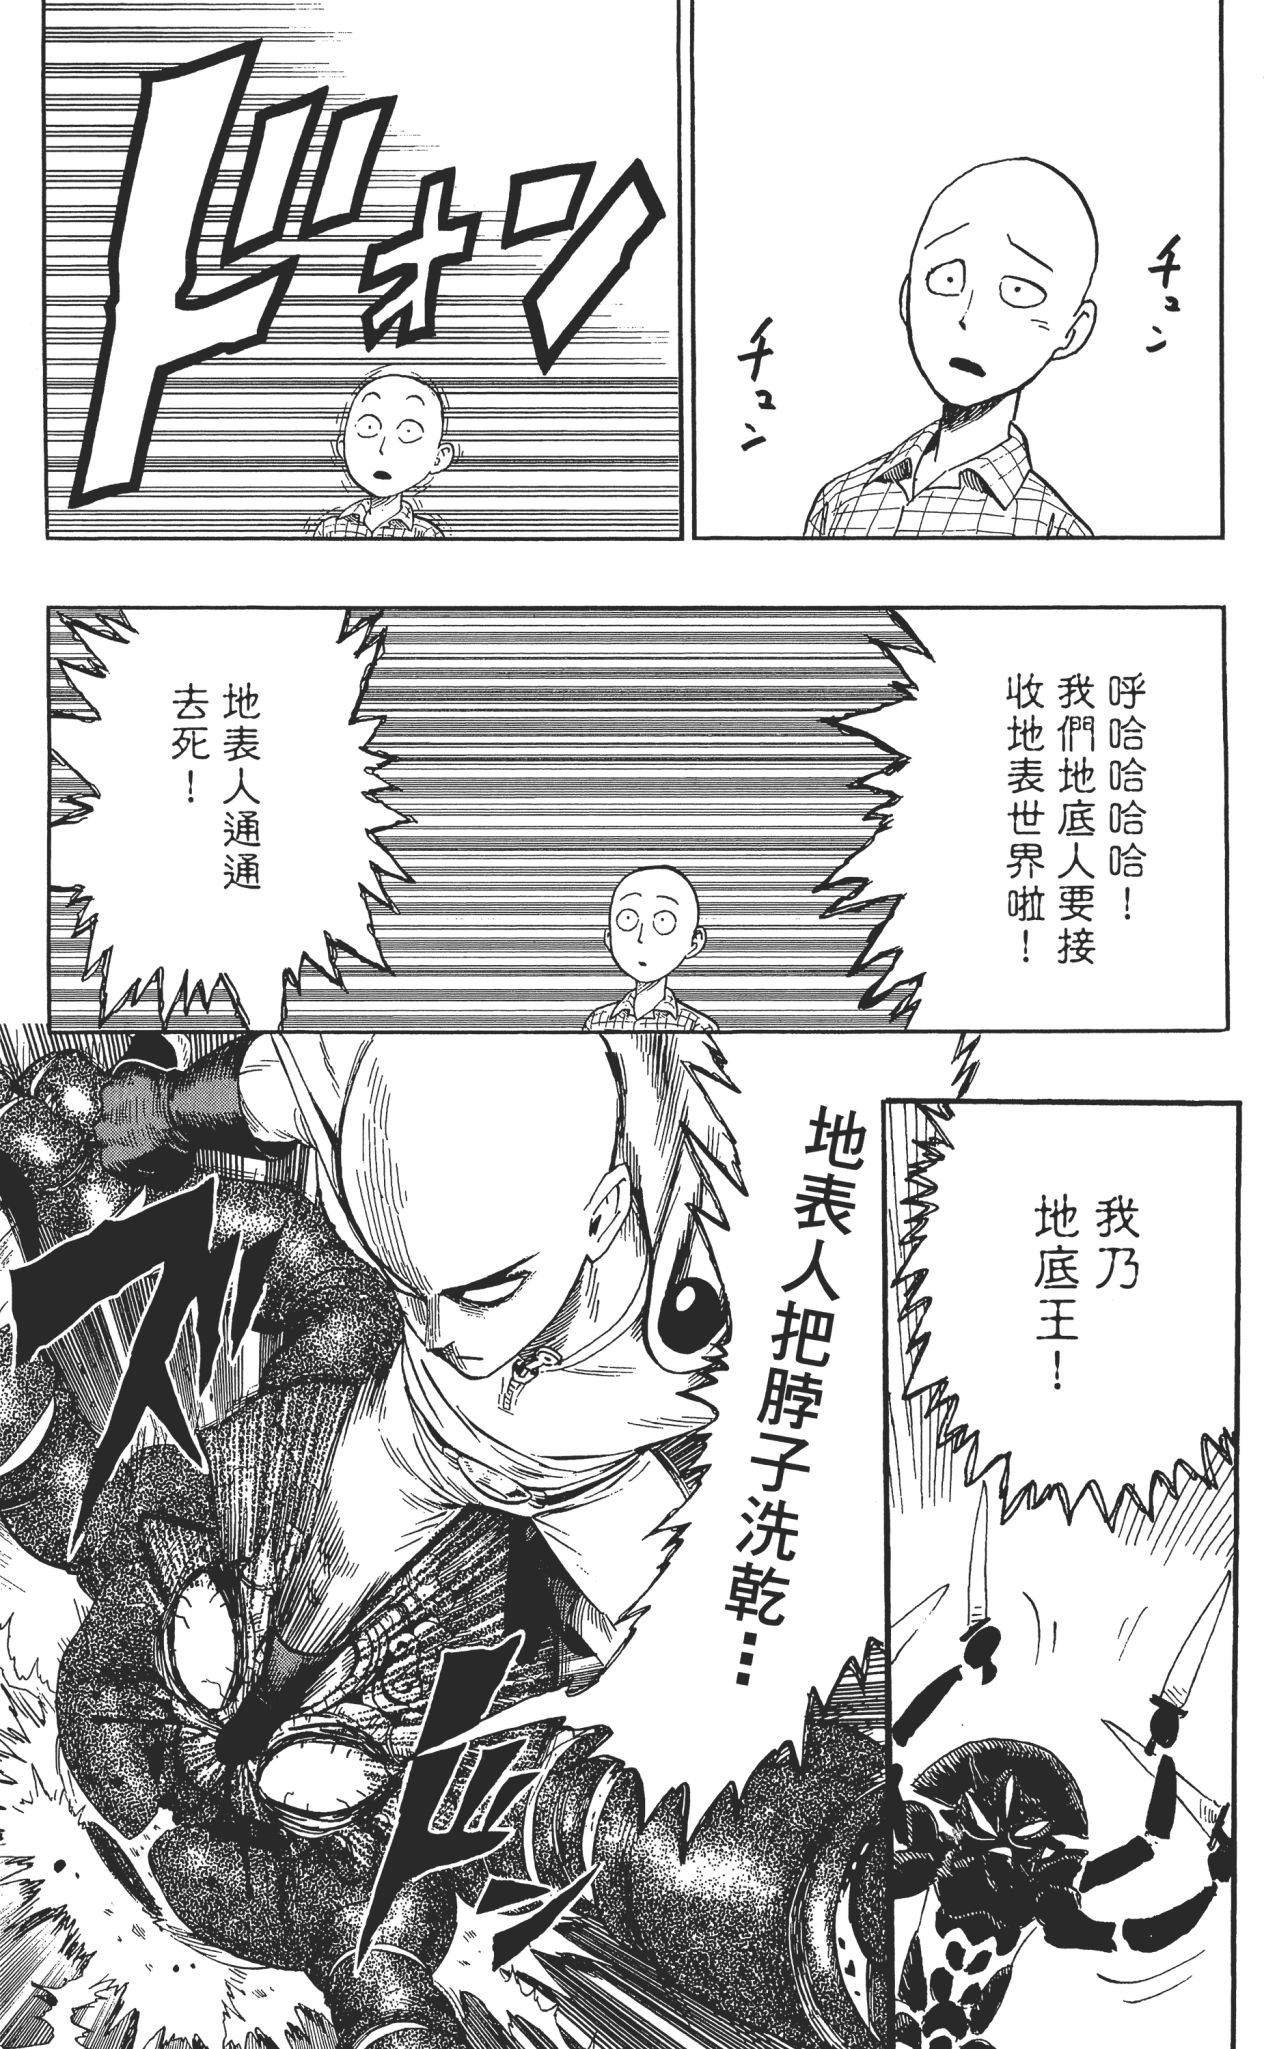 チュン
チュン
ドォン
呼哈哈哈哈！
我們地底人要接
收地表世界啦！
地表人通通
去死！
我乃
地底王！
地表人把脖子洗乾…
ズズ
ドン